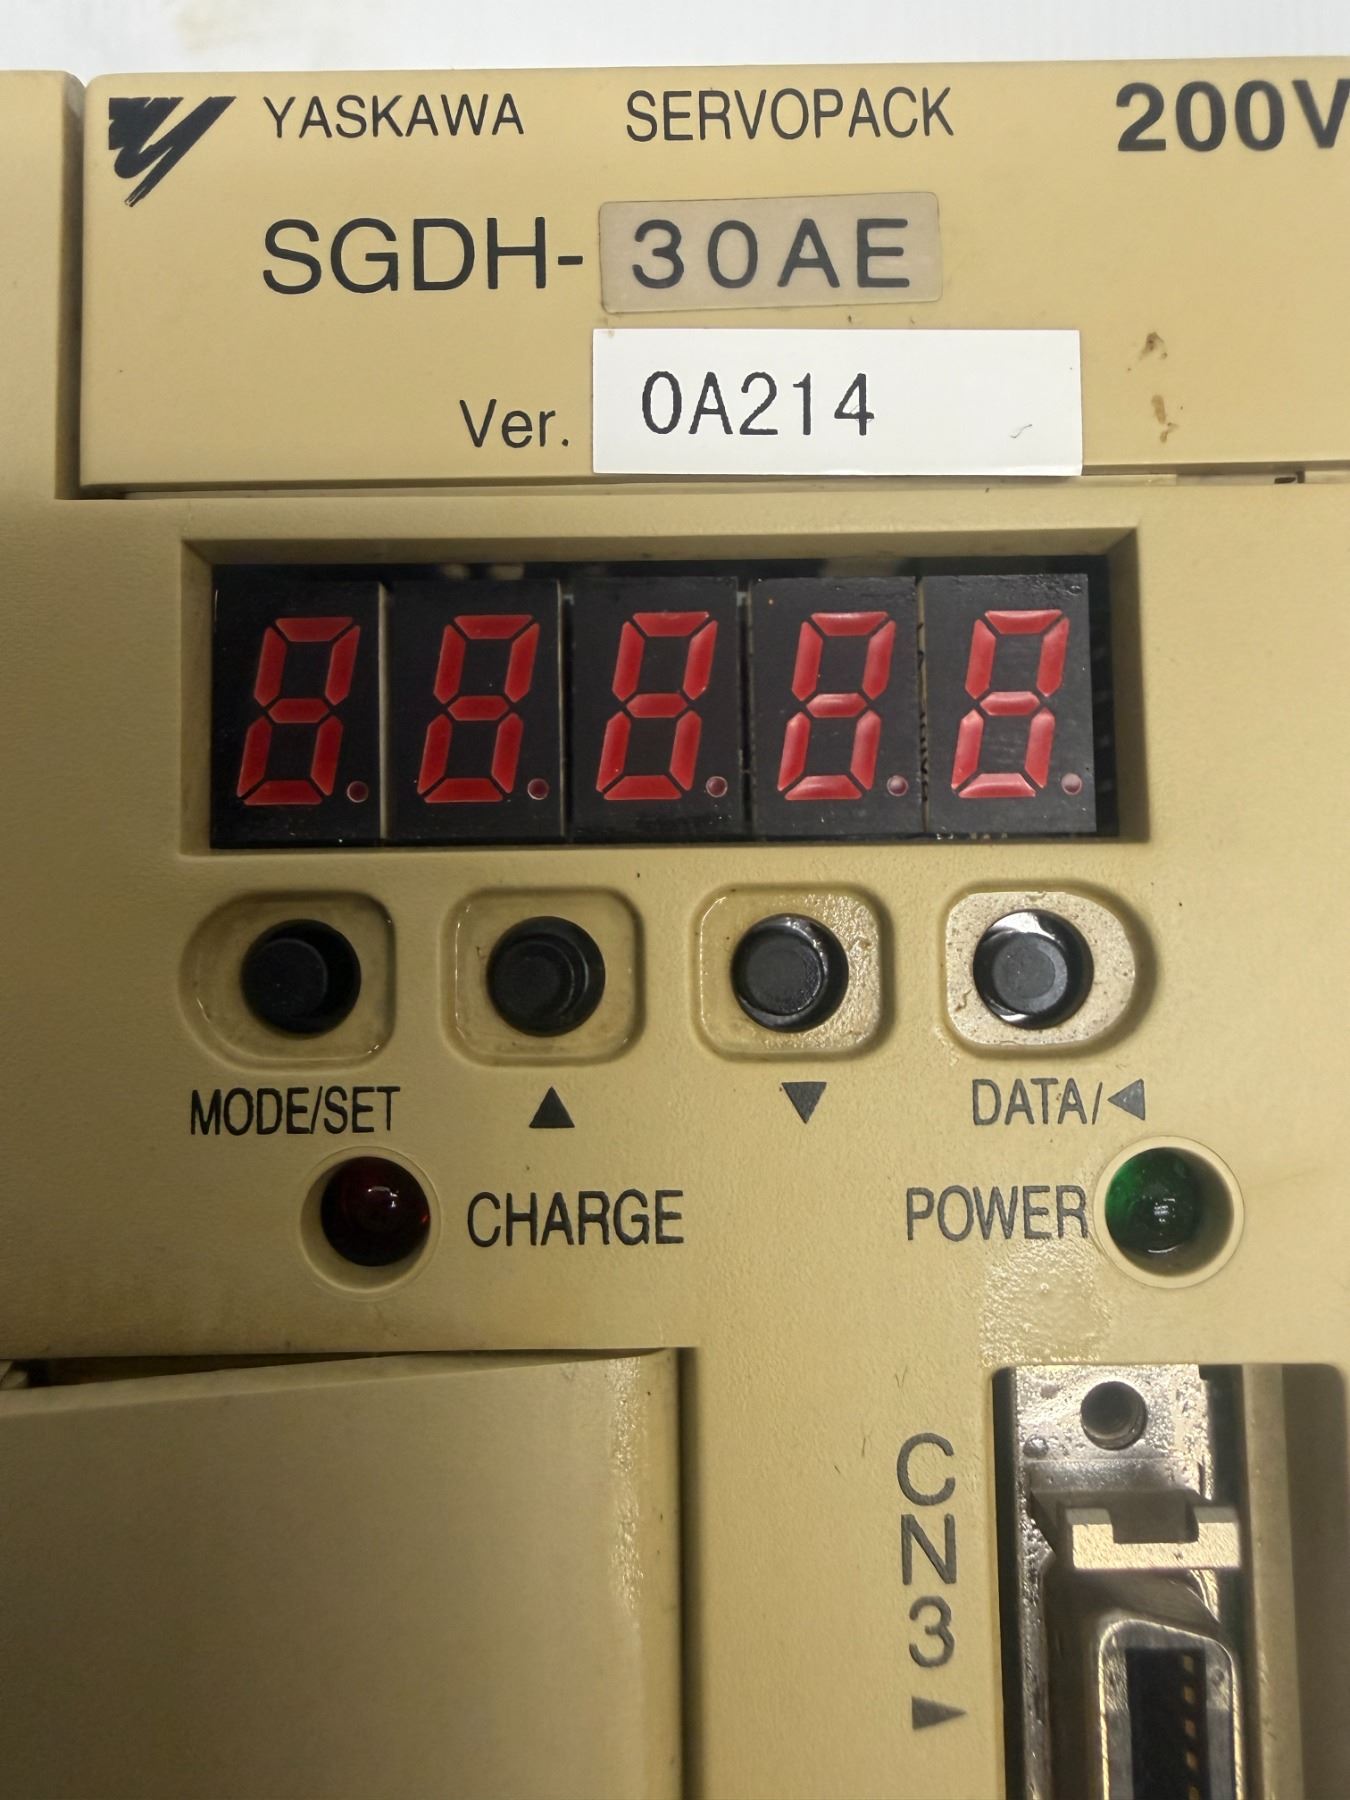 YASKAWA SERVOPACK 200V
SGDH-30AE
Ver. 0A214
MODE/SET ▲ ▼ DATA/◀
CHARGE POWER
CN3